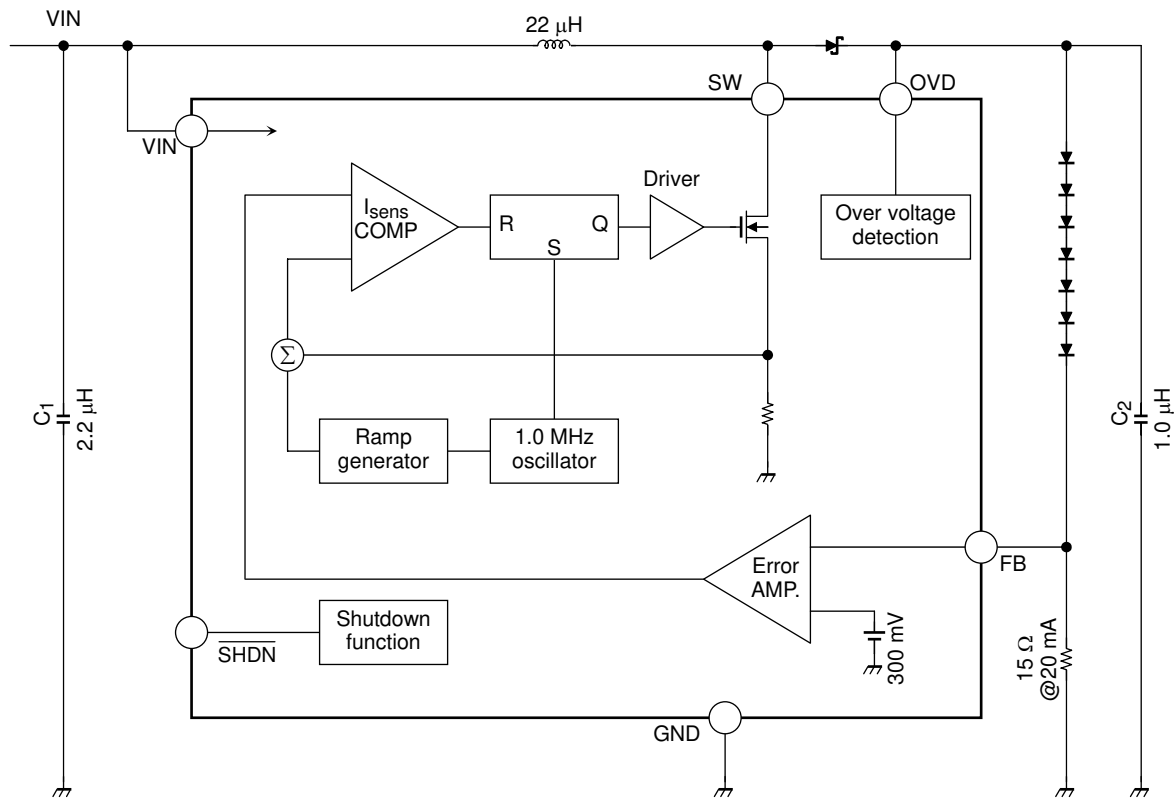 VIN
22 μH
SW
OVD
VIN
Driver
Isens
COMP
R
Q
S
Over voltage
detection
Σ
C1
2.2 μH
C2
1.0 μH
Ramp
generator
1.0 MHz
oscillator
Error
AMP.
FB
300 mV
SHDN
Shutdown
function
15 Ω
@20 mA
GND